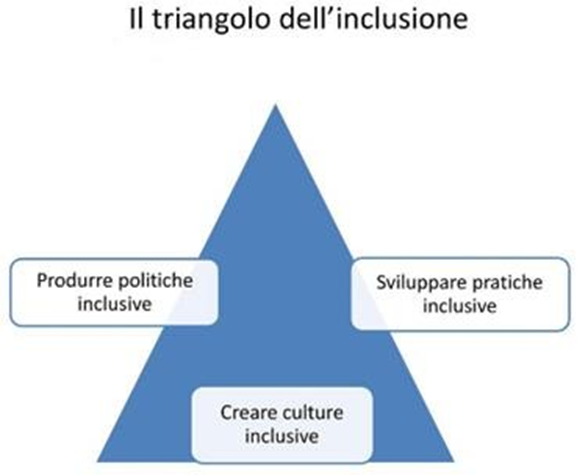 Il triangolo dell’inclusione
Produrre politiche
inclusive
Sviluppare pratiche
inclusive
Creare culture
inclusive